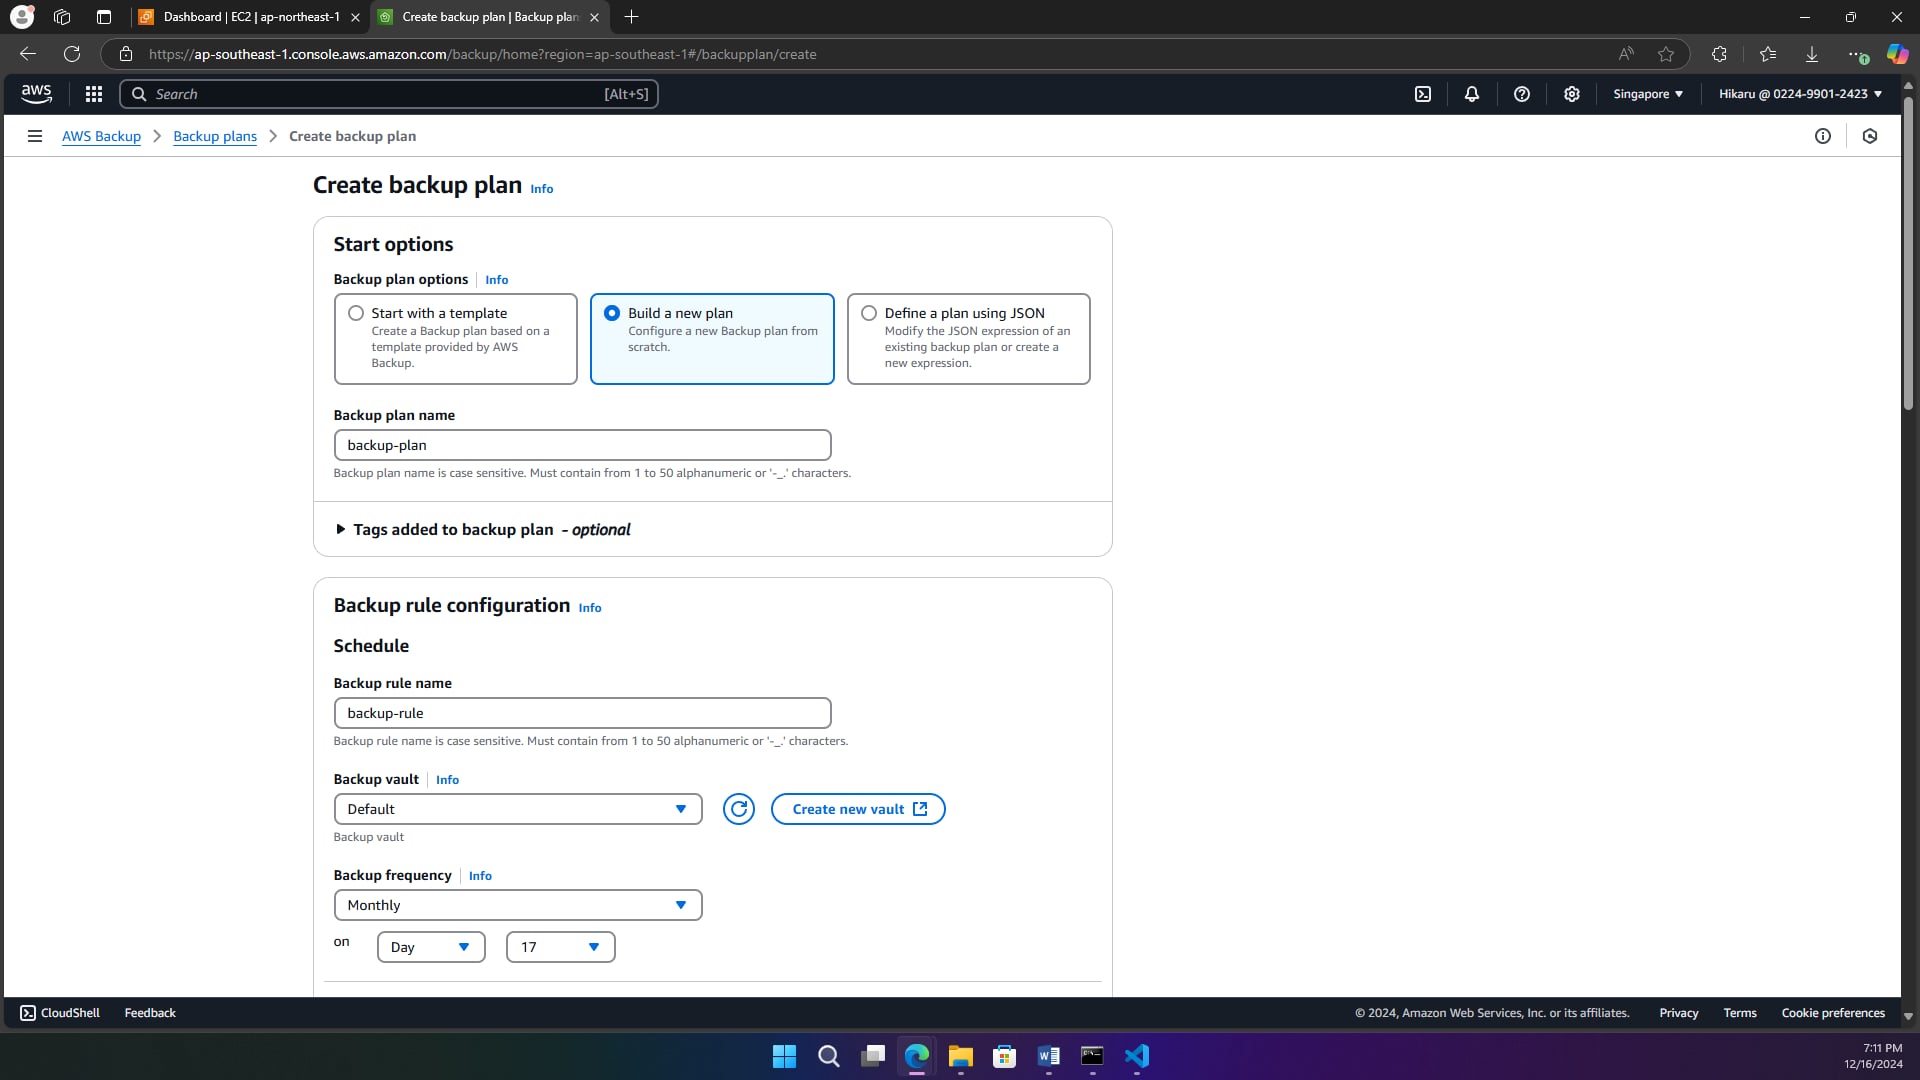 Dashboard | EC2 | ap-northeast-1
Create backup plan | Backup plan
https://ap-southeast-1.console.aws.amazon.com/backup/home?region=ap-southeast-1#/backupplan/create
aws
Search
[Alt+S]
Singapore
Hikaru @ 0224-9901-2423
AWS Backup
Backup plans
Create backup plan
Create backup plan Info
Start options
Backup plan options Info
Start with a template
Create a Backup plan based on a
template provided by AWS
Backup.
Build a new plan
Configure a new Backup plan from
scratch.
Define a plan using JSON
Modify the JSON expression of an
existing backup plan or create a
new expression.
Backup plan name
backup-plan
Backup plan name is case sensitive. Must contain from 1 to 50 alphanumeric or '-_.' characters.
Tags added to backup plan - optional
Backup rule configuration Info
Schedule
Backup rule name
backup-rule
Backup rule name is case sensitive. Must contain from 1 to 50 alphanumeric or '-_.' characters.
Backup vault Info
Default
Create new vault
Backup vault
Backup frequency Info
Monthly
on
Day
17
CloudShell
Feedback
© 2024, Amazon Web Services, Inc. or its affiliates.
Privacy
Terms
Cookie preferences
7:11 PM
12/16/2024